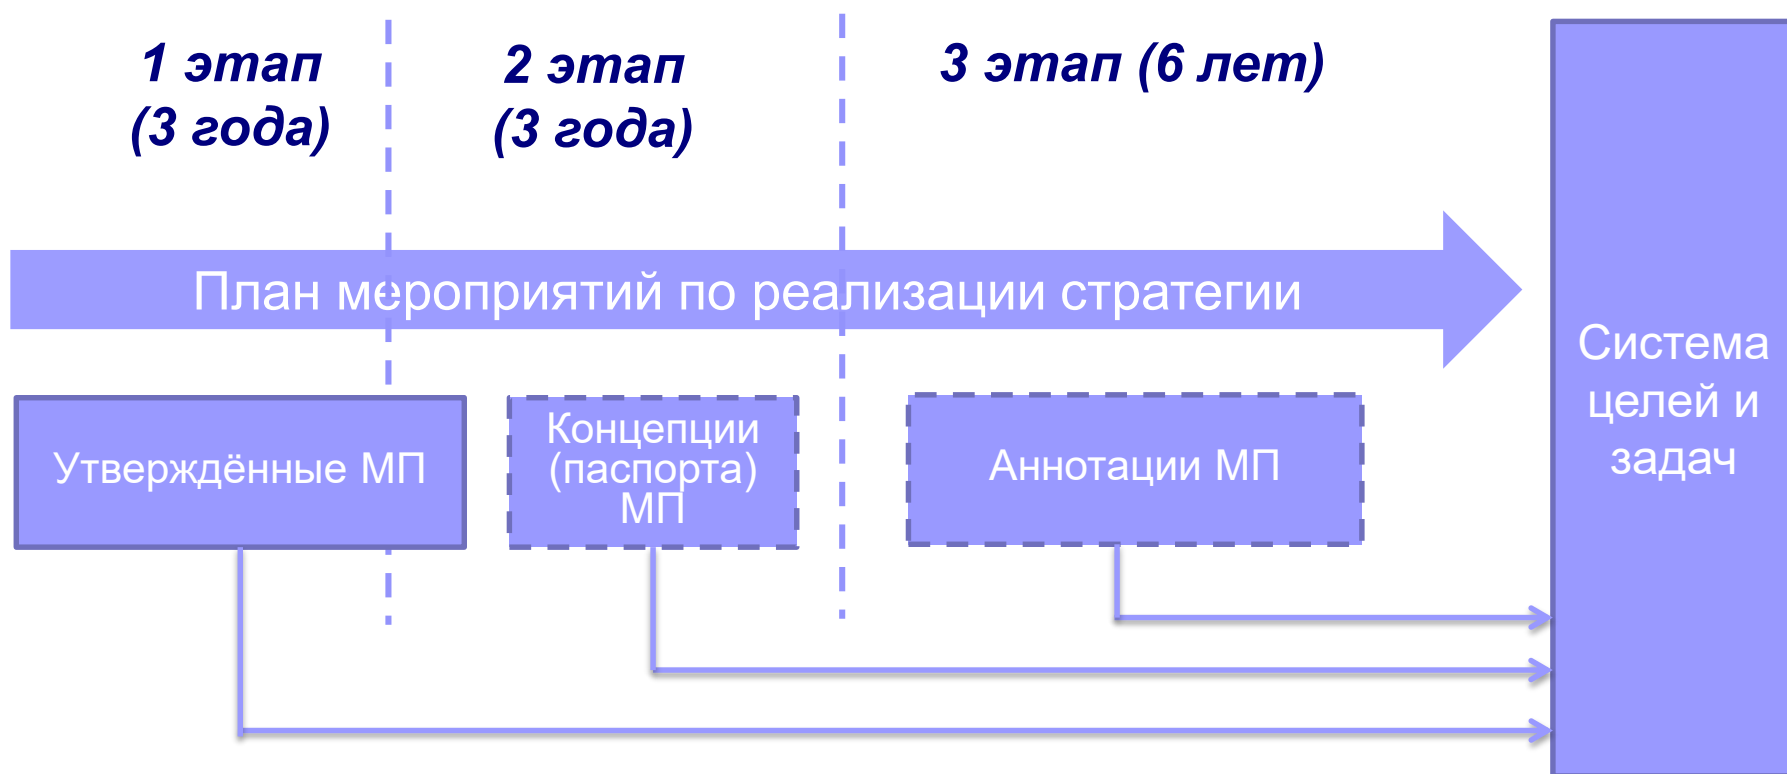 1 этап
(3 года)
2 этап
(3 года)
3 этап (6 лет)
План мероприятий по реализации стратегии
Утверждённые МП
Концепции
(паспорта)
МП
Аннотации МП
Система
целей и
задач